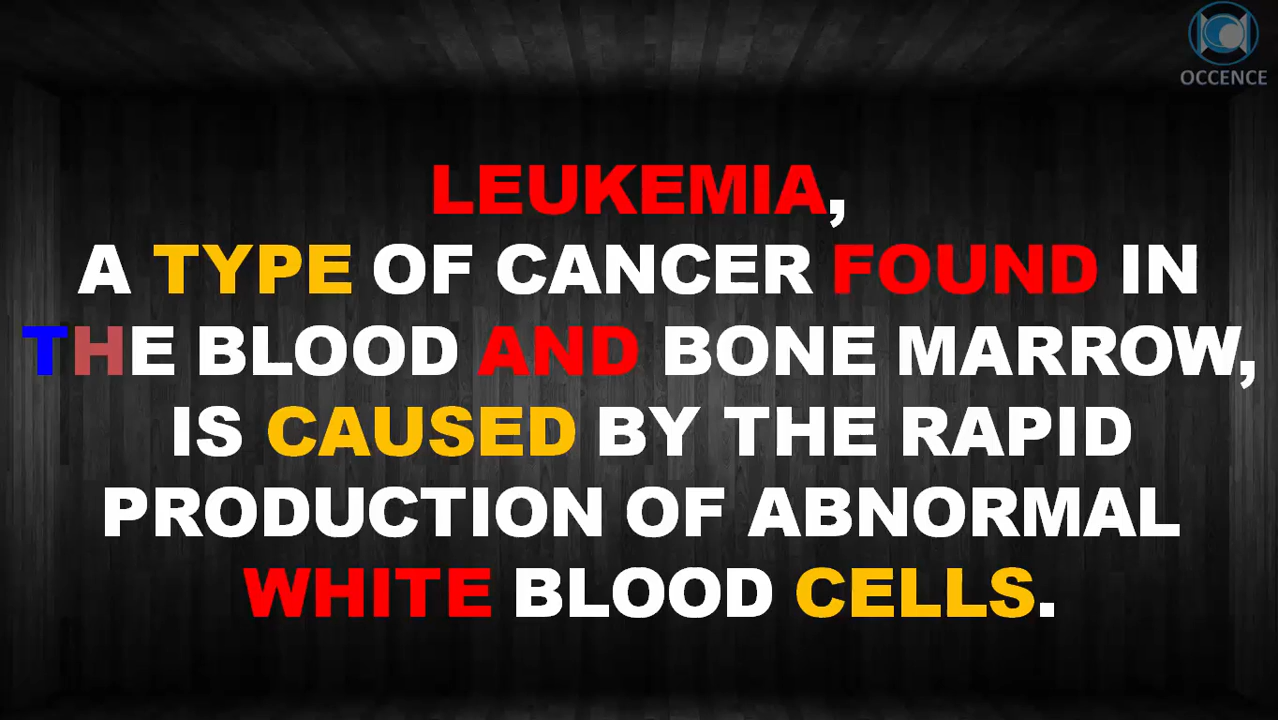 OCCENCE
LEUKEMIA,
A TYPE OF CANCER FOUND IN
THE BLOOD AND BONE MARROW,
IS CAUSED BY THE RAPID
PRODUCTION OF ABNORMAL
WHITE BLOOD CELLS.